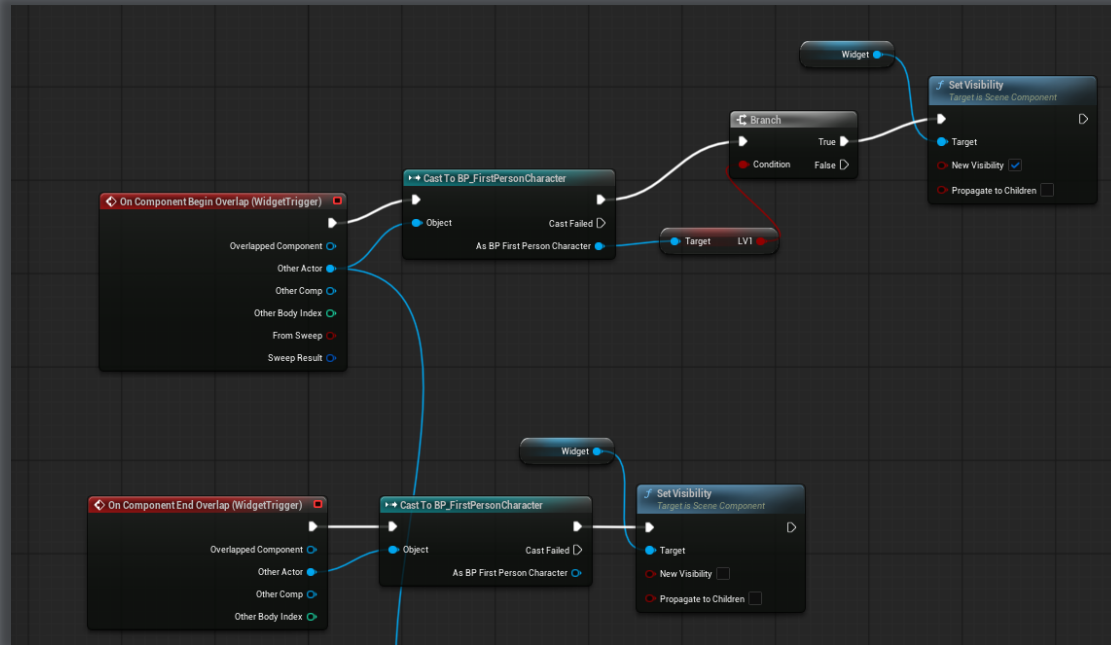 Widget
SetVisibility
Target is Scene Component
Target
New Visibility
Propagate to Children
Branch
True
Condition
False
Cast To BP_FirstPersonCharacter
Object
Cast Failed
As BP First Person Character
Target LV1
On Component Begin Overlap (WidgetTrigger)
Overlapped Component
Other Actor
Other Comp
Other Body Index
From Sweep
Sweep Result
Widget
On Component End Overlap (WidgetTrigger)
Overlapped Component
Other Actor
Other Comp
Other Body Index
Cast To BP_FirstPersonCharacter
Object
Cast Failed
As BP First Person Character
SetVisibility
Target is Scene Component
Target
New Visibility
Propagate to Children